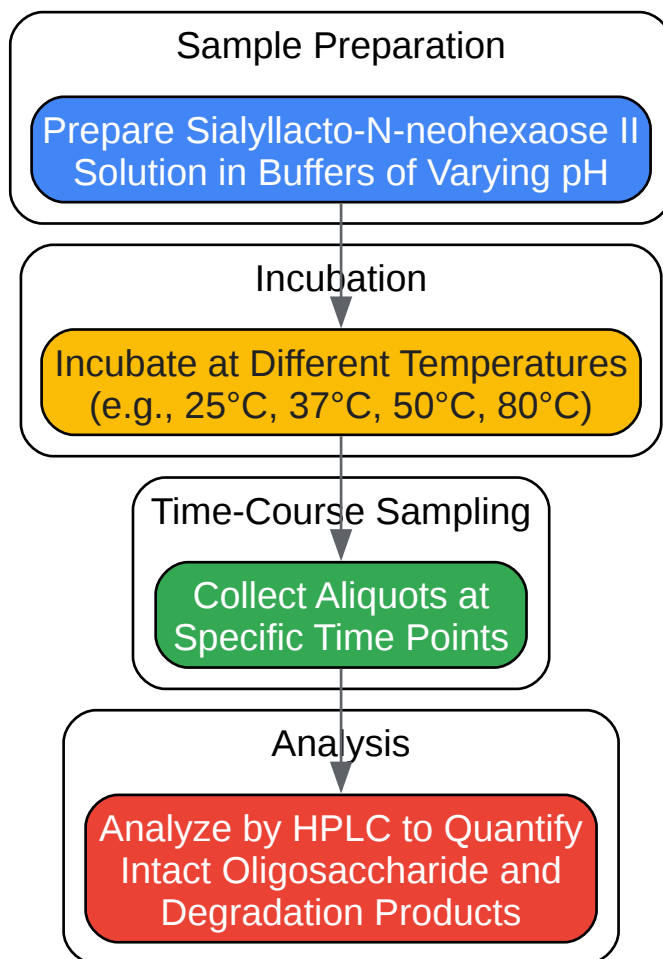 Sample Preparation
Prepare Sialyllacto-N-neohexaose II
Solution in Buffers of Varying pH
Incubation
Incubate at Different Temperatures
(e.g., 25°C, 37°C, 50°C, 80°C)
Time-Course Sampling
Collect Aliquots at
Specific Time Points
Analysis
Analyze by HPLC to Quantify
Intact Oligosaccharide and
Degradation Products